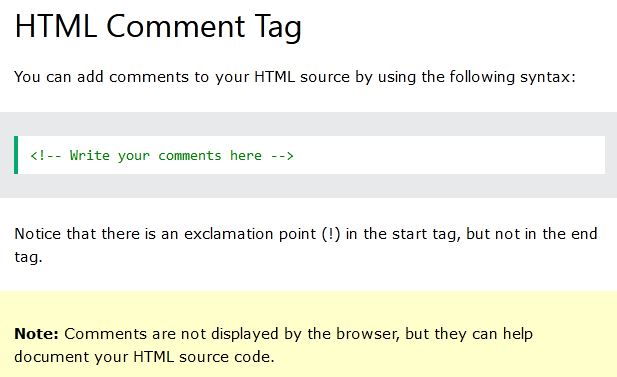 HTML Comment Tag
You can add comments to your HTML source by using the following syntax:
<!-- Write your comments here -->
Notice that there is an exclamation point (!) in the start tag, but not in the end
tag.
Note: Comments are not displayed by the browser, but they can help
document your HTML source code.